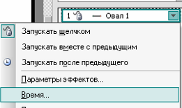 1 Овал 1
Запускать щелчком
Запускать вместе с предыдущим
Запускать после предыдущего
Параметры эффектов...
Время...